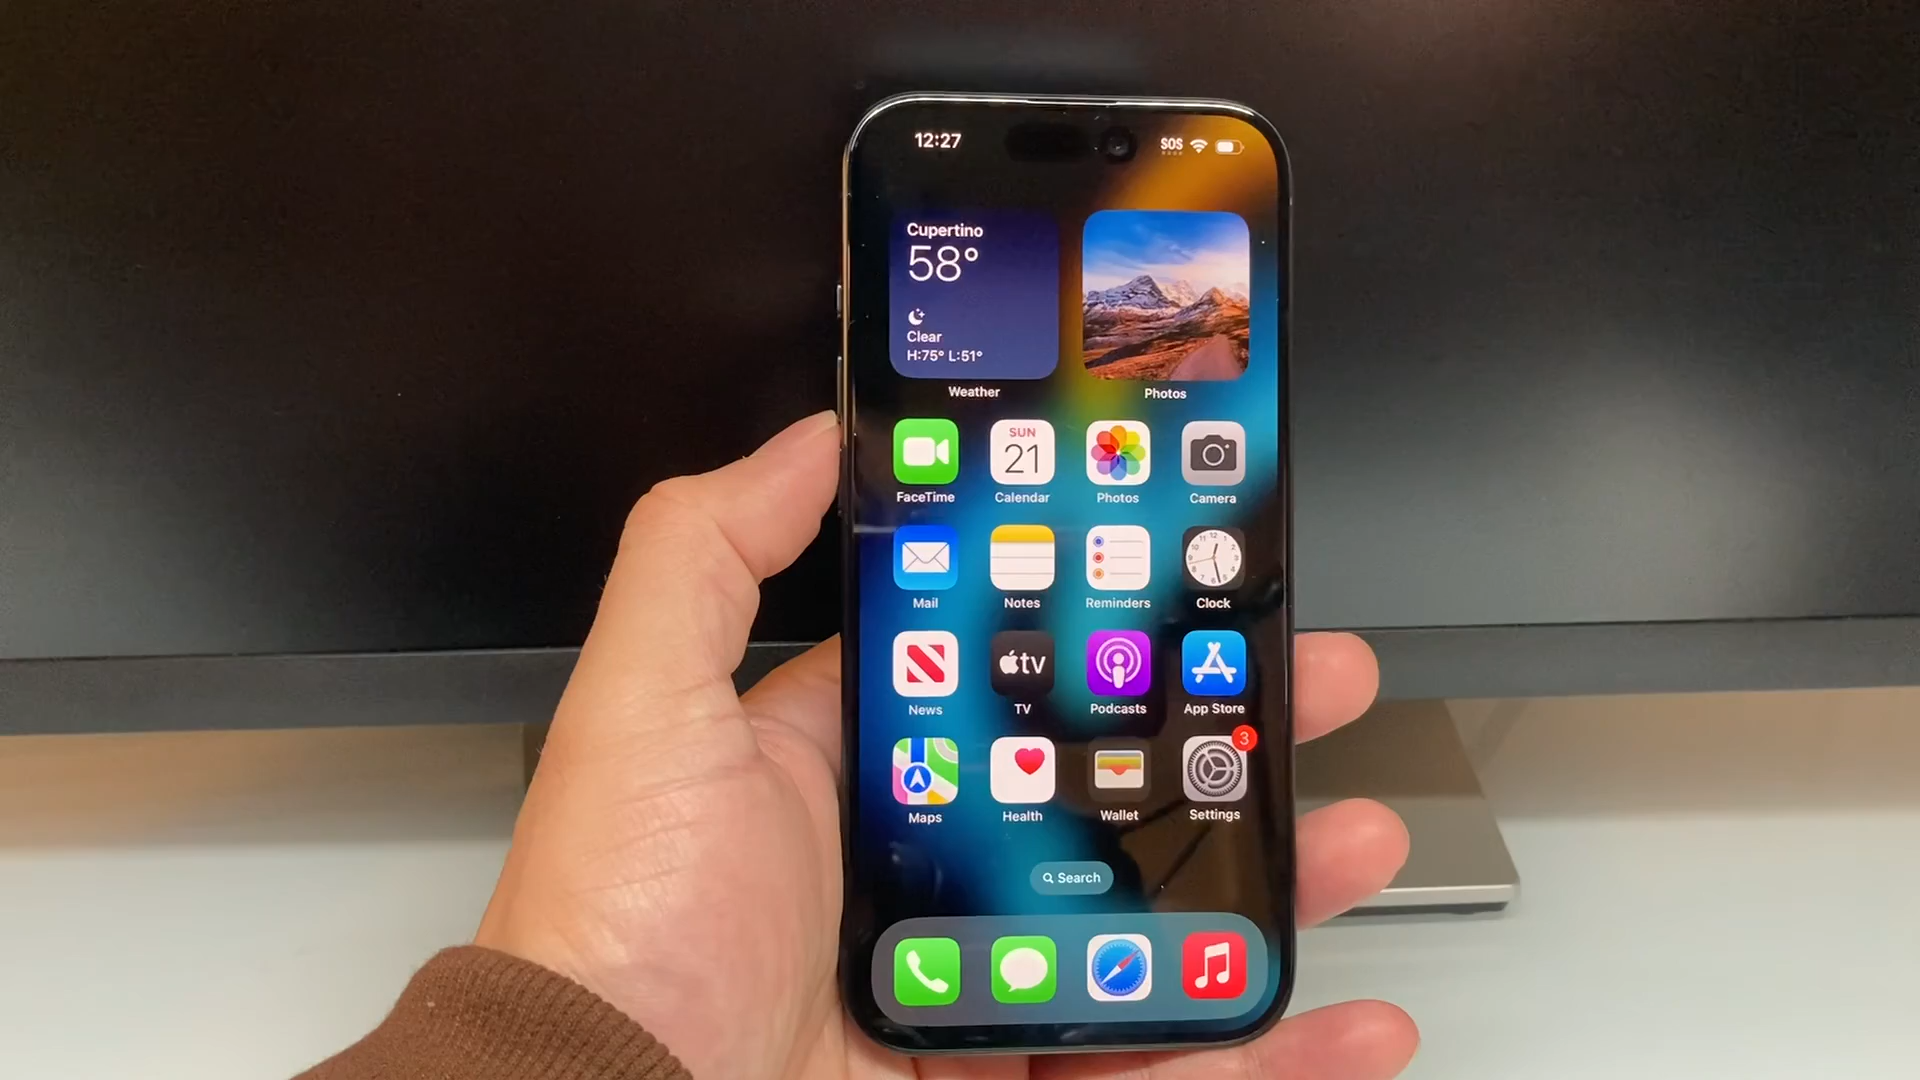 12:27
SOS
Cupertino
58°
Clear
H:75° L:51°
Weather
Photos
SUN
21
FaceTime
Calendar
Photos
Camera
Mail
Notes
Reminders
Clock
tv
News
TV
Podcasts
App Store
3
Maps
Health
Wallet
Settings
Search